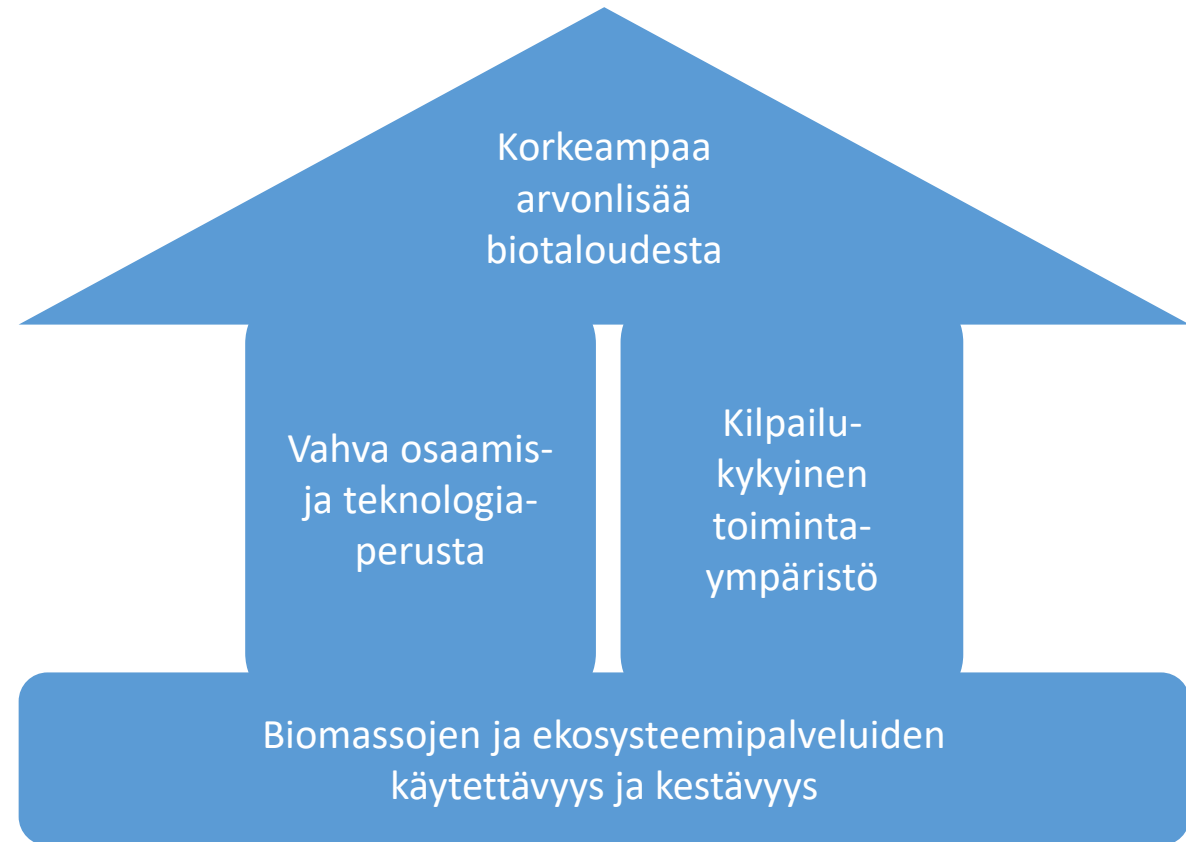 Korkeampaa
arvonlisää
biotaloudesta
Vahva osaamis-
ja teknologia-
perusta
Kilpailu-
kykyinen
toiminta-
ympäristö
Biomassojen ja ekosysteemipalveluiden
käytettävyys ja kestävyys